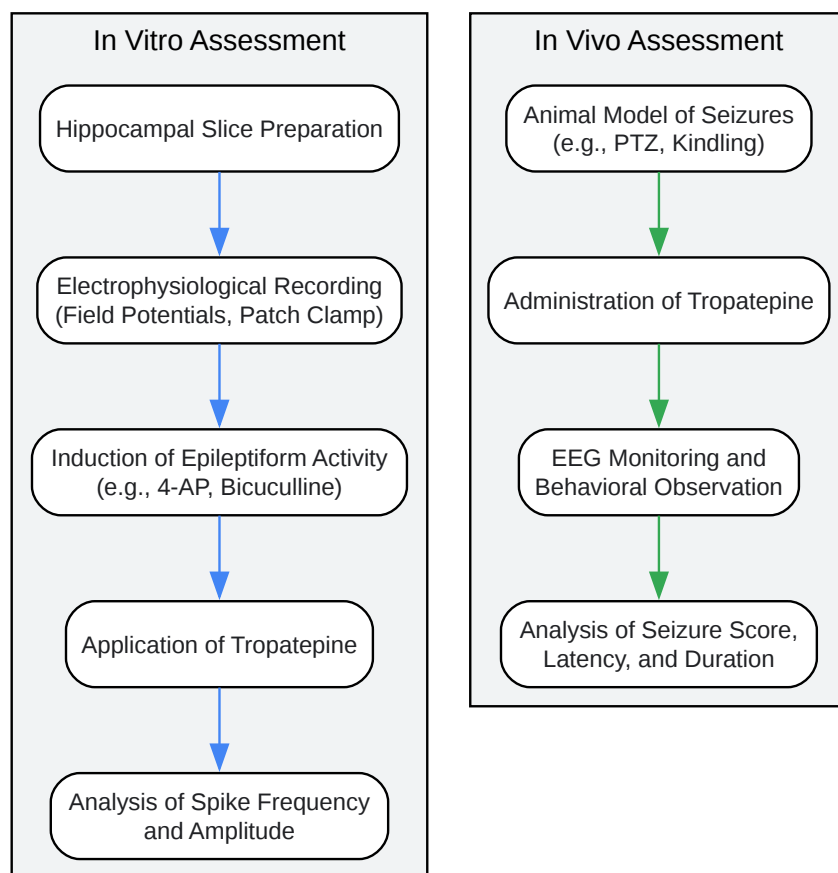 In Vitro Assessment
Hippocampal Slice Preparation
Electrophysiological Recording
(Field Potentials, Patch Clamp)
Induction of Epileptiform Activity
(e.g., 4-AP, Bicuculline)
Application of Tropatepine
Analysis of Spike Frequency
and Amplitude
In Vivo Assessment
Animal Model of Seizures
(e.g., PTZ, Kindling)
Administration of Tropatepine
EEG Monitoring and
Behavioral Observation
Analysis of Seizure Score,
Latency, and Duration